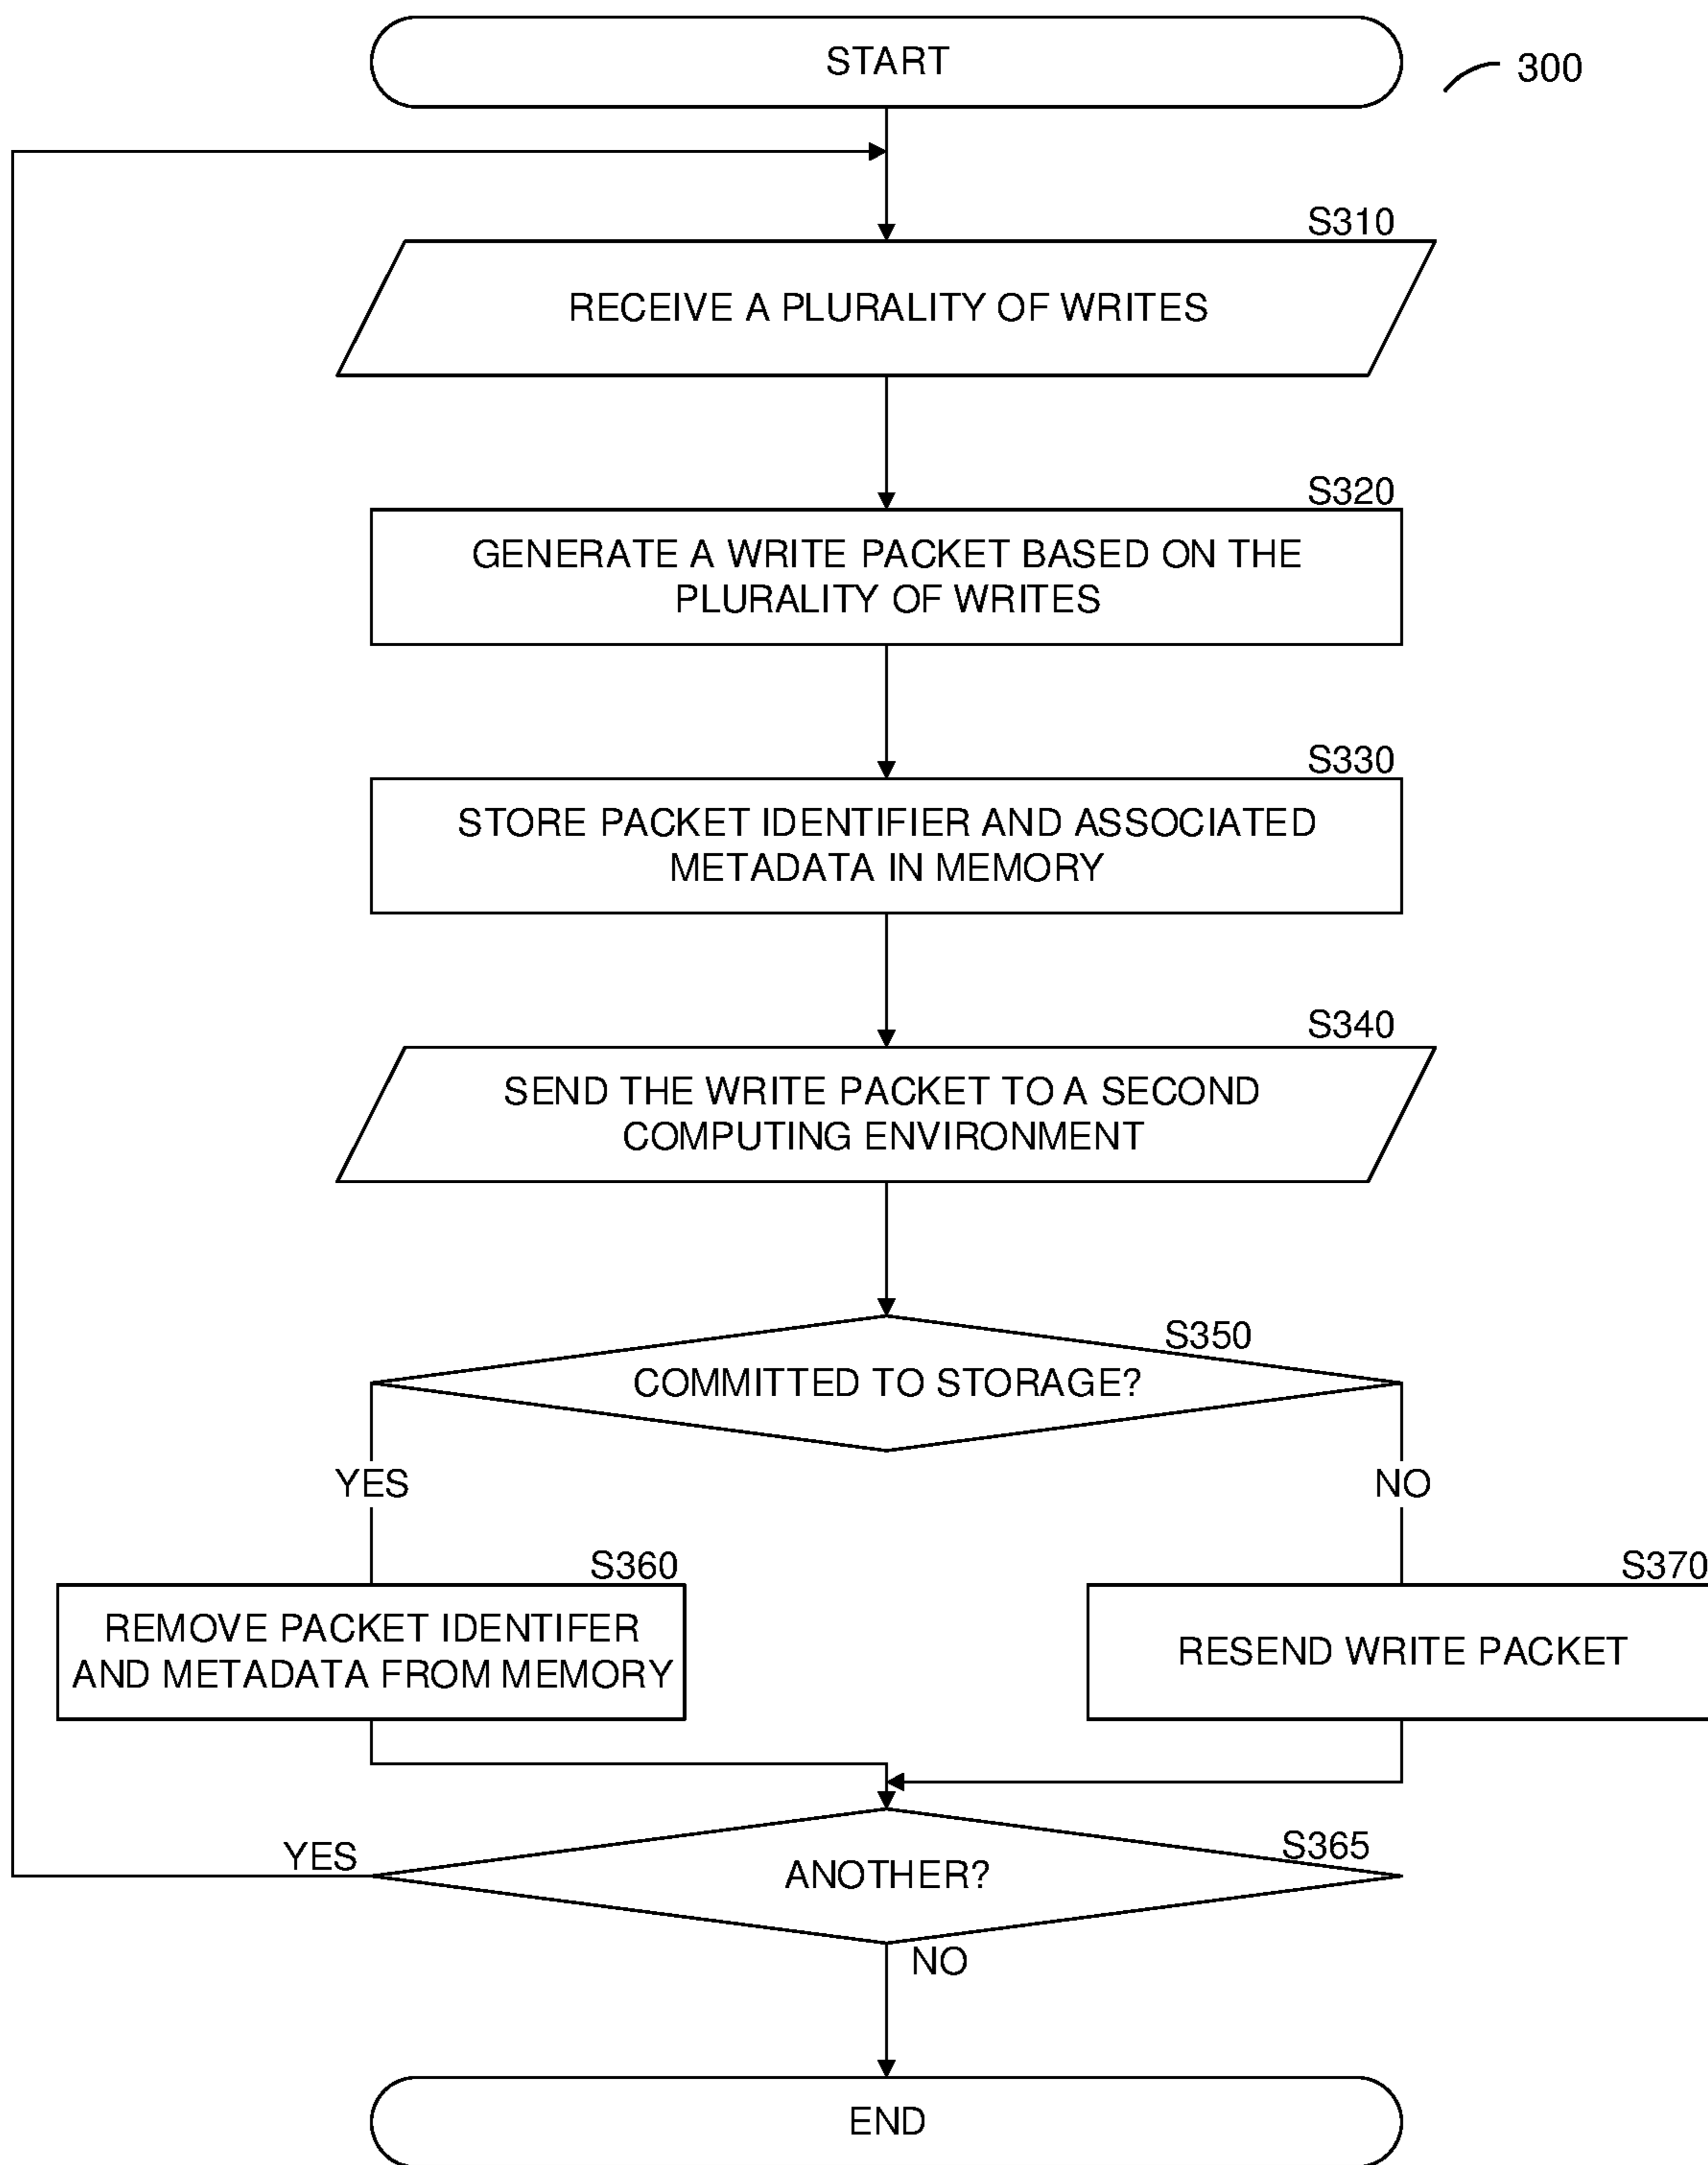 START
300
S310
RECEIVE A PLURALITY OF WRITES
S320
GENERATE A WRITE PACKET BASED ON THE
PLURALITY OF WRITES
S330
STORE PACKET IDENTIFIER AND ASSOCIATED
METADATA IN MEMORY
S340
SEND THE WRITE PACKET TO A SECOND
COMPUTING ENVIRONMENT
S350
COMMITTED TO STORAGE?
YES
NO
S360
REMOVE PACKET IDENTIFER
AND METADATA FROM MEMORY
S370
RESEND WRITE PACKET
YES
S365
ANOTHER?
NO
END